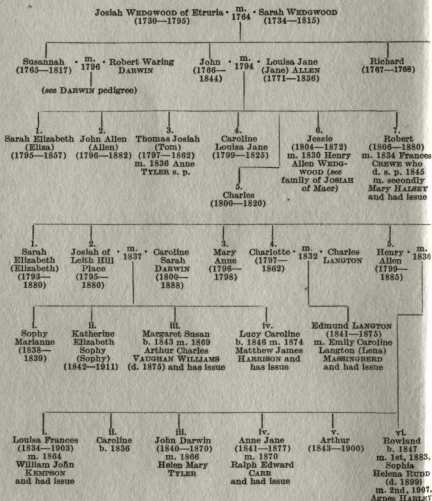 Josiah WEDGWOOD of Etruria · m. · Sarah WEDGWOOD
(1730—1795) 1764 (1734—1815)
Susannah · m. · Robert Waring John · m. · Louisa Jane Richard
(1765—1817) 1796 DARWIN (1766— 1794 (Jane) ALLEN (1767—1768)
1844) (1771—1836)
(see DARWIN pedigree)
1. 2. 3. 4. 6. 7.
Sarah Elizabeth John Allen Thomas Josiah Caroline Jessie Robert
(Eliza) (Allen) (Tom) Louisa Jane (1804—1872) (1806—1880)
(1795—1857) (1796—1882) (1797—1862) (1799—1825) m. 1830 Henry m. 1834 Frances
m. 1836 Anne Allen WEDG- CREWE who
TYLER s. p. WOOD (see d. s. p. 1845
family of JOSIAH m. secondly
5. of Maer) Mary HALSEY
Charles and had issue
(1800—1820)
1. 2. 3. 4. 5.
Sarah Josiah of · m. · Caroline Mary Charlotte · m. · Charles Henry · m.
Elizabeth Leith Hill 1837 Sarah Anne (1797— 1832 LANGTON Allen 1830
(Elizabeth) Place DARWIN (1796— 1862) (1799—
(1793— (1795— (1800— 1798) 1885)
1880) 1880) 1888)
i. ii. iii. iv. Edmund LANGTON
Sophy Katherine Margaret Susan Lucy Caroline (1841—1875)
Marianne Elizabeth b. 1843 m. 1869 b. 1846 m. 1874 m. Emily Caroline
(1838— Sophy Arthur Charles Matthew James Langton (Lena)
1839) (Sophy) VAUGHAN WILLIAMS HARRISON and MASSINGBERD
(1842—1911) (d. 1875) and has issue has issue and had issue
i. ii. iii. iv. v. vi.
Louisa Frances Caroline John Darwin Anne Jane Arthur Rowland
(1834—1903) b. 1836 (1840—1870) (1841—1877) (1843—1900) b. 1847
m. 1864 m. 1866 m. 1870 m. 1st, 1883,
William John Helen Mary Ralph Edward Sophia
KEMPSON TYLER CARR Helena RUDD
and had issue and had issue (d. 1899)
m. 2nd, 1907,
Agnes HARLEY